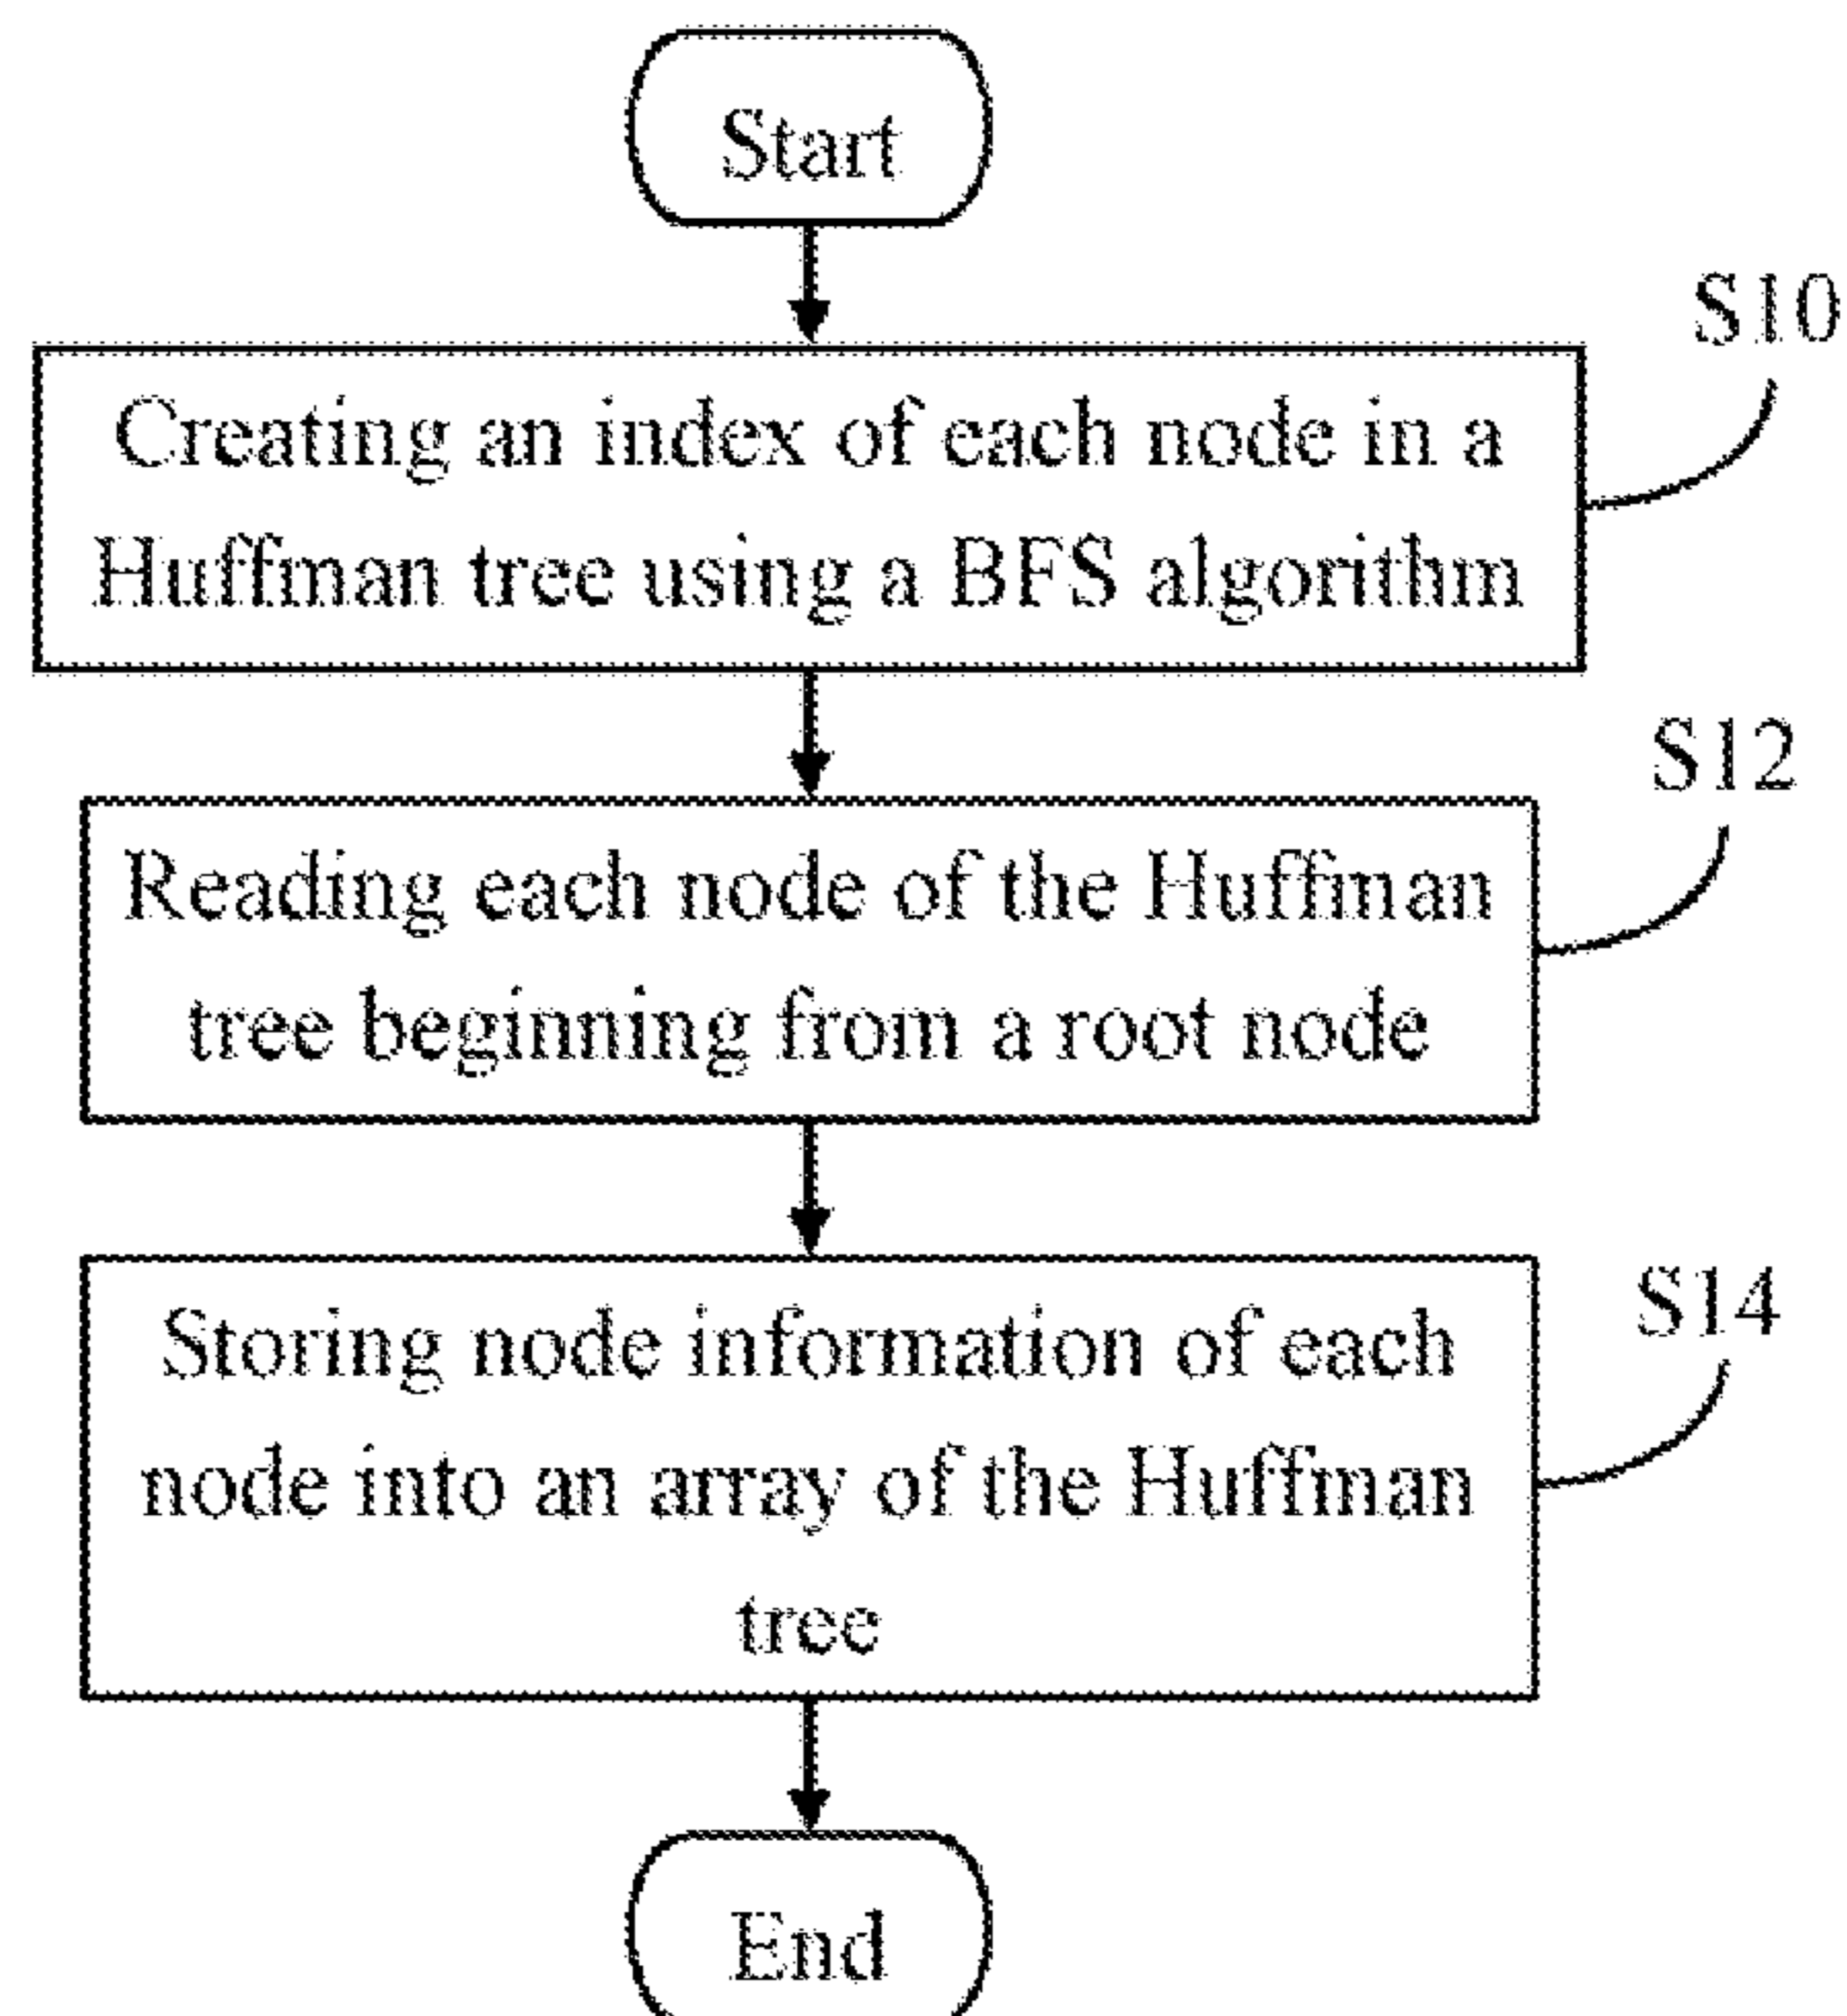 Start
S10
Creating an index of each node in a
Huffman tree using a BFS algorithm
S12
Reading each node of the Huffman
tree beginning from a root node
S14
Storing node information of each
node into an array of the Huffman
tree
End